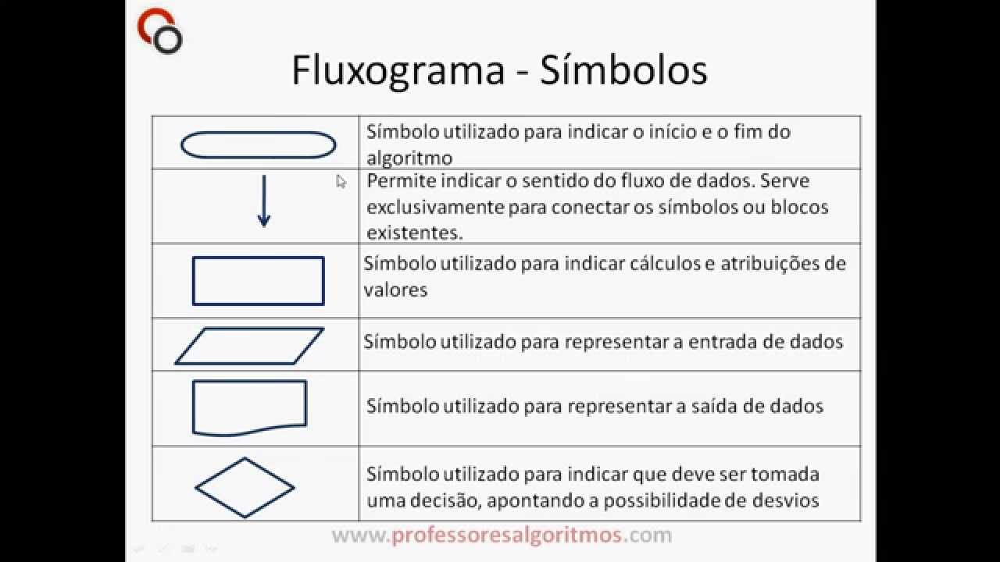 Fluxograma - Símbolos
Símbolo utilizado para indicar o início e o fim do
algoritmo
Permite indicar o sentido do fluxo de dados. Serve
exclusivamente para conectar os símbolos ou blocos
existentes.
Símbolo utilizado para indicar cálculos e atribuições de
valores
Símbolo utilizado para representar a entrada de dados
Símbolo utilizado para representar a saída de dados
Símbolo utilizado para indicar que deve ser tomada
uma decisão, apontando a possibilidade de desvios
www.professoresalgoritmos.com